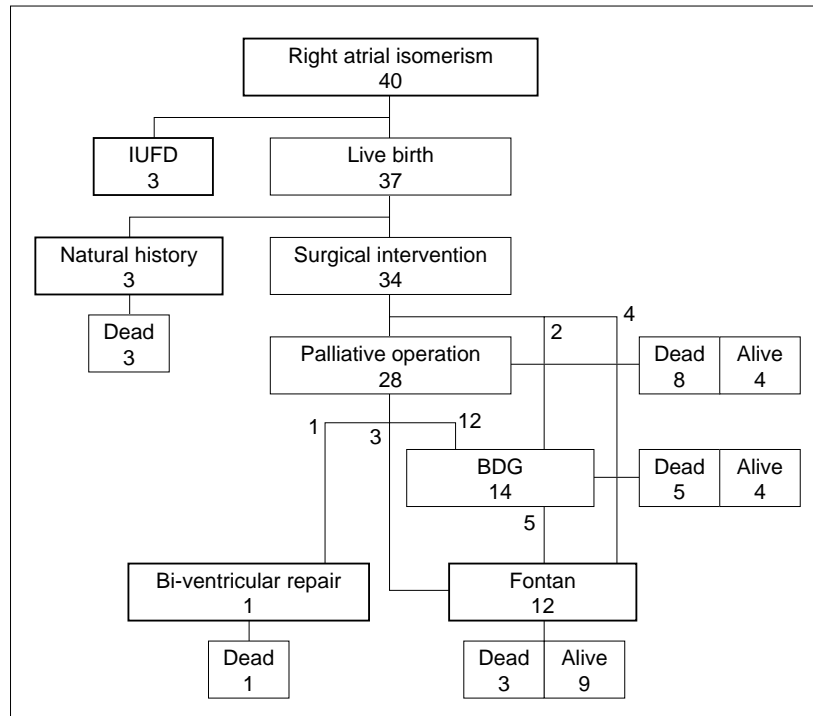 Right atrial isomerism
40
IUFD
3
Live birth
37
Natural history
3
Surgical intervention
34
Dead
3
2
4
Palliative operation
28
Dead
8
Alive
4
1
3
12
BDG
14
Dead
5
Alive
4
5
Bi-ventricular repair
1
Fontan
12
Dead
1
Dead
3
Alive
9